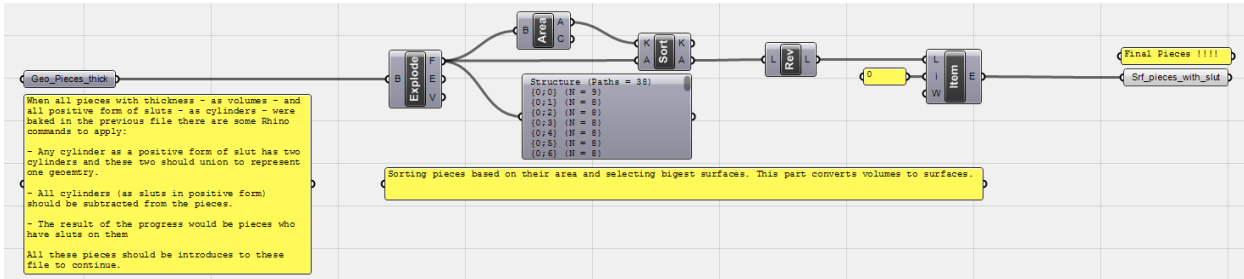 Geo_Pieces_thick
When all pieces with thickness - as volumes - and
all positive form of sluts - as cylinders - were
baked in the previous file there are some Rhino
commands to apply:
- Any cylinder as a positive form of slut has two
cylinders and these two should union to represent
one geoemtry.
- All cylinders (as sluts in positive form)
should be subtracted from the pieces.
- The result of the progress would be pieces who
have sluts on them
All these pieces should be introduces to these
file to continue.
B
Explode
F
E
V
B
Area
A
C
Structure (Paths = 38)
{0;0} (N = 9)
{0;1} (N = 8)
{0;2} (N = 8)
{0;3} (N = 8)
{0;4} (N = 8)
{0;5} (N = 8)
{0;6} (N = 8)
K
A
Sort
K
A
Sorting pieces based on their area and selecting bigest surfaces. This part converts volumes to surfaces.
L
Rev
L
0
L
i
W
Item
E
Final Pieces !!!!
Srf_pieces_with_slut